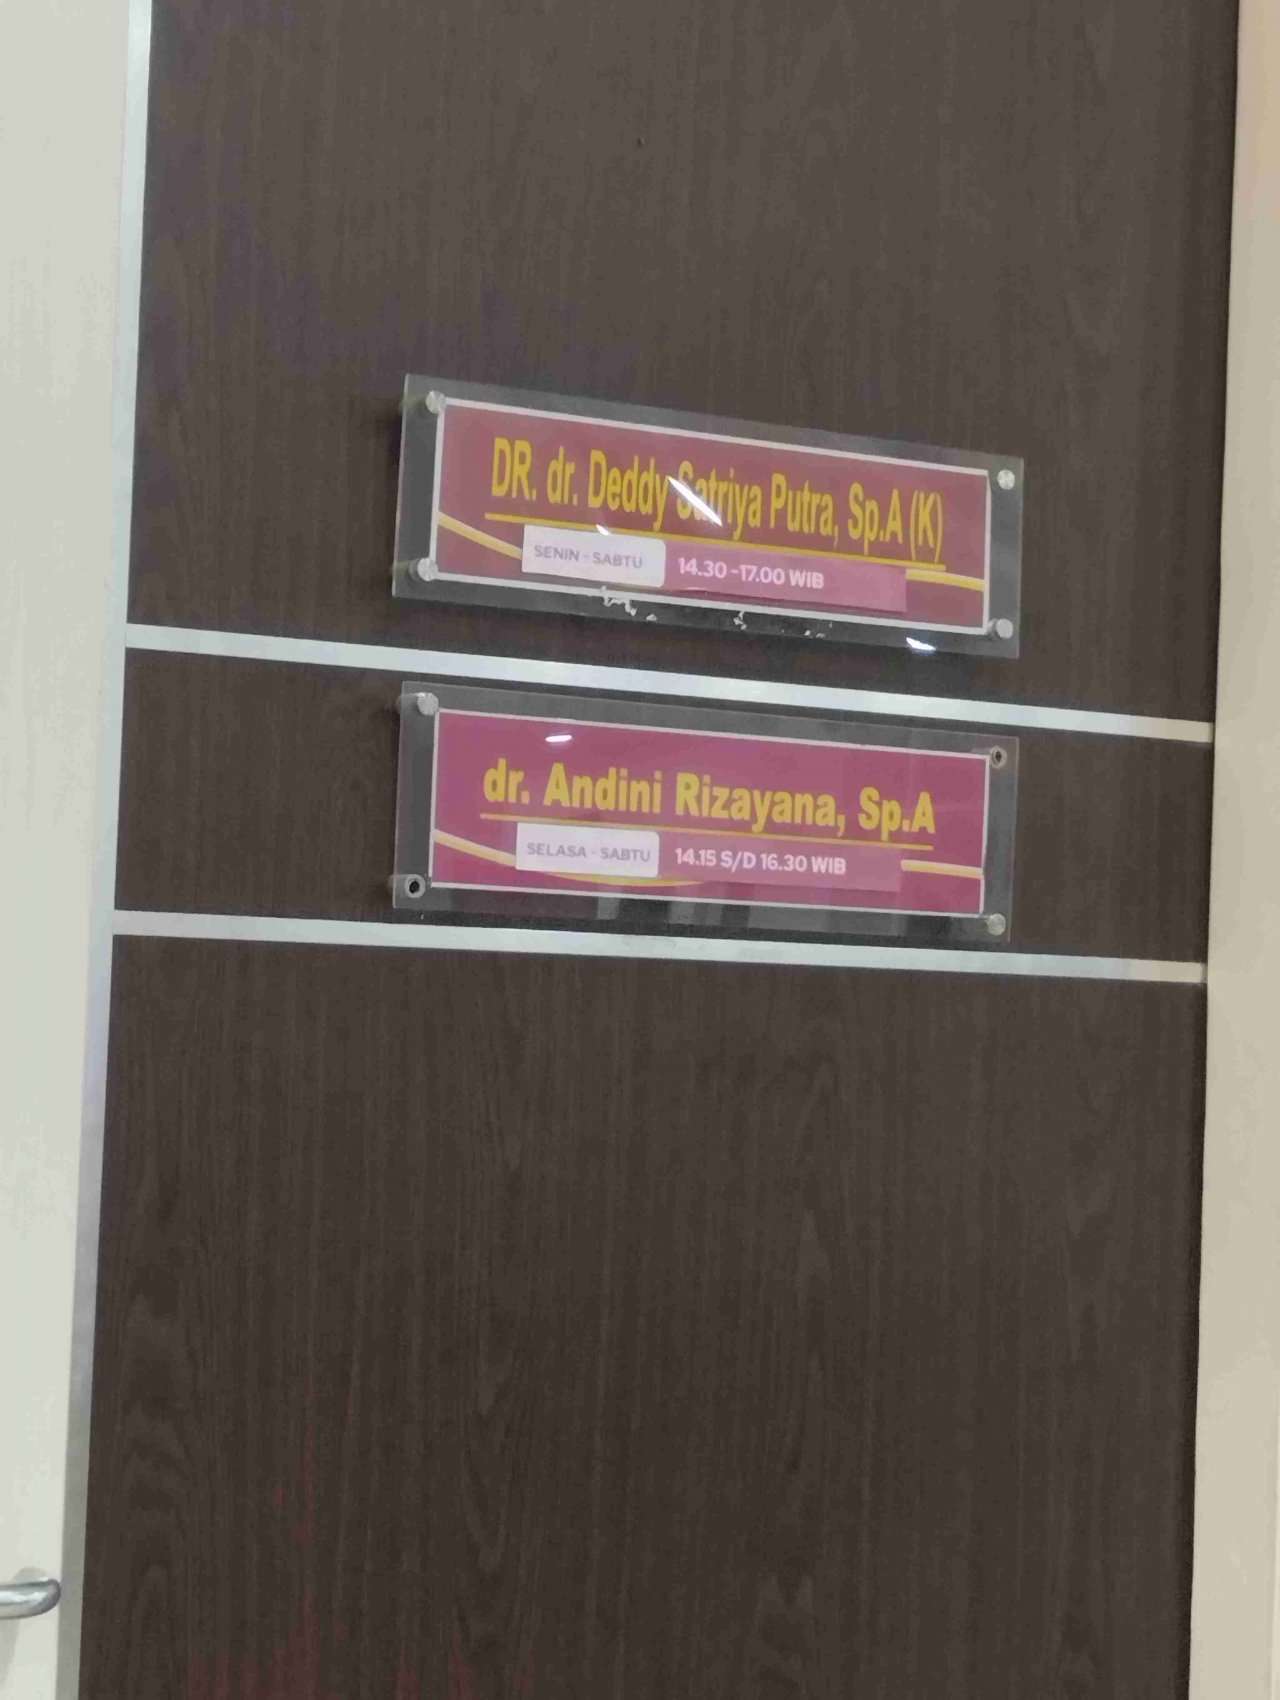 DR. dr. Deddy Satriya Putra, Sp.A (K)
SENIN - SABTU 14.30 -17.00 WIB
dr. Andini Rizayana, Sp.A
SELASA - SABTU 14.15 S/D 16.30 WIB